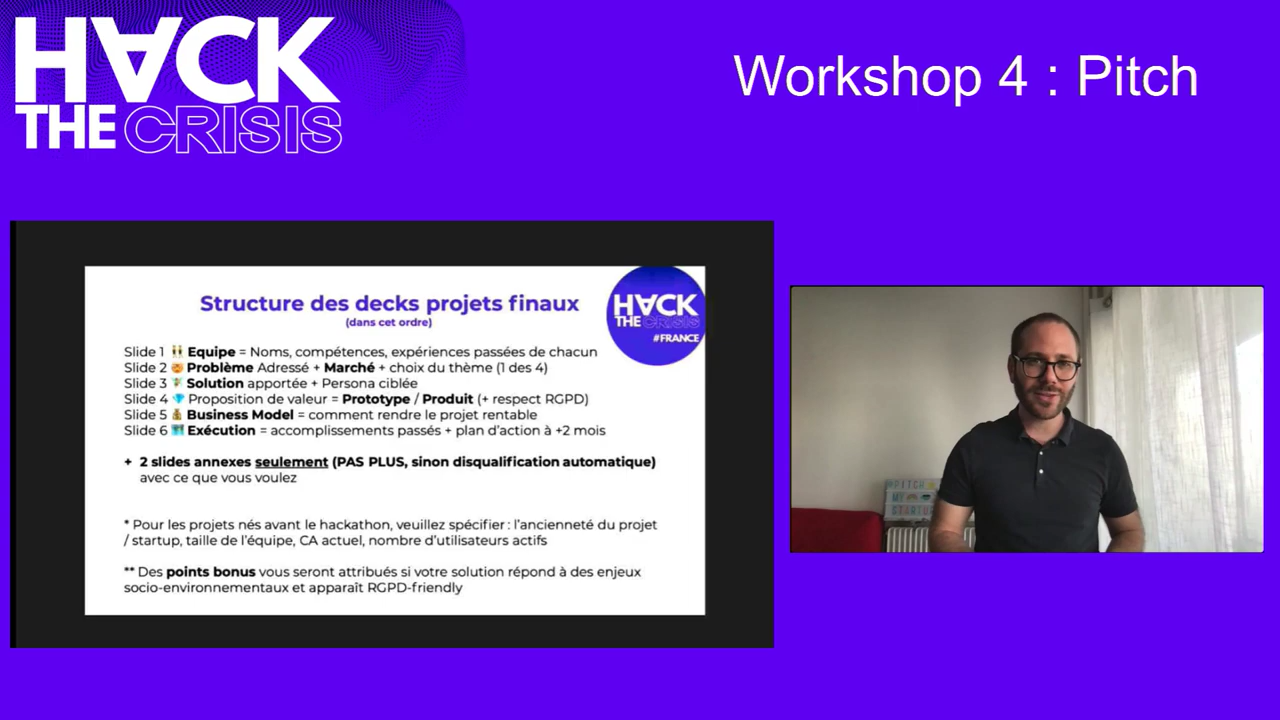 HACK
THE CRISIS
Workshop 4 : Pitch
Structure des decks projets finaux
(dans cet ordre)
HACK
THE CRISIS
#FRANCE
Slide 1 Equipe = Noms, compétences, expériences passées de chacun
Slide 2 Problème Adressé + Marché + choix du thème (1 des 4)
Slide 3 Solution apportée + Persona ciblée
Slide 4 Proposition de valeur = Prototype / Produit (+ respect RGPD)
Slide 5 Business Model = comment rendre le projet rentable
Slide 6 Exécution = accomplissements passés + plan d'action à +2 mois
+ 2 slides annexes seulement (PAS PLUS, sinon disqualification automatique)
avec ce que vous voulez
* Pour les projets nés avant le hackathon, veuillez spécifier : l'ancienneté du projet
/ startup, taille de l'équipe, CA actuel, nombre d'utilisateurs actifs
** Des points bonus vous seront attribués si votre solution répond à des enjeux
socio-environnementaux et apparaît RGPD-friendly
#PITCH
MY
STARTUP